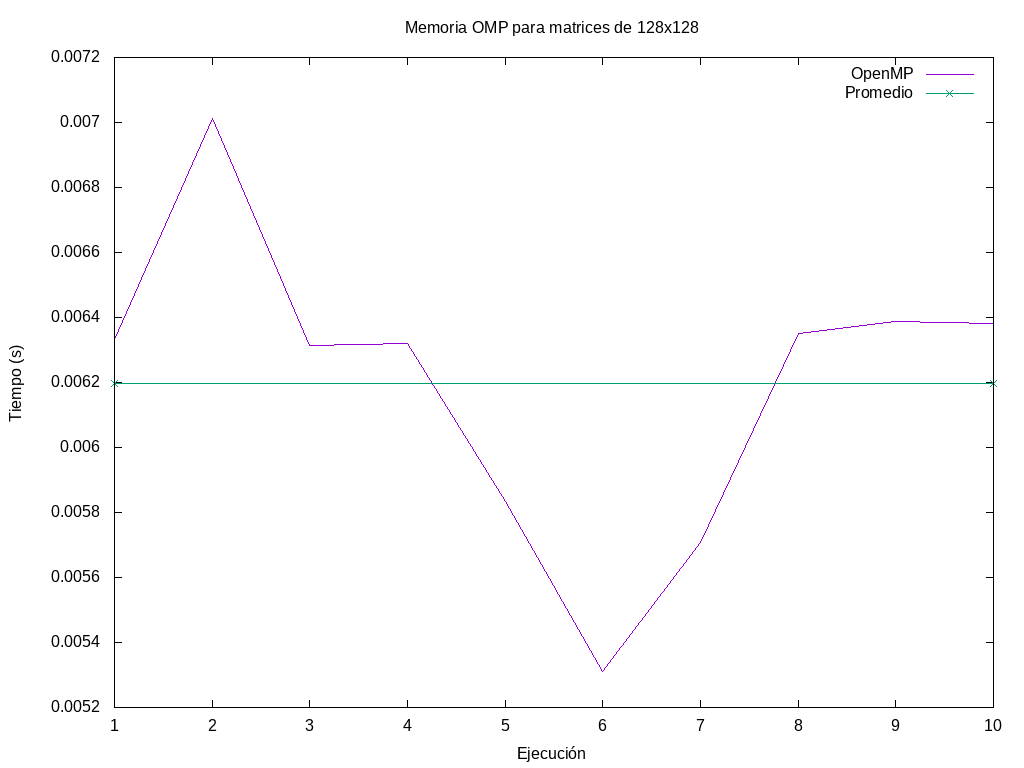 Memoria OMP para matrices de 128x128
OpenMP
Promedio
0.0072
0.007
0.0068
0.0066
0.0064
0.0062
0.006
0.0058
0.0056
0.0054
0.0052
Tiempo (s)
1 2 3 4 5 6 7 8 9 10
Ejecución